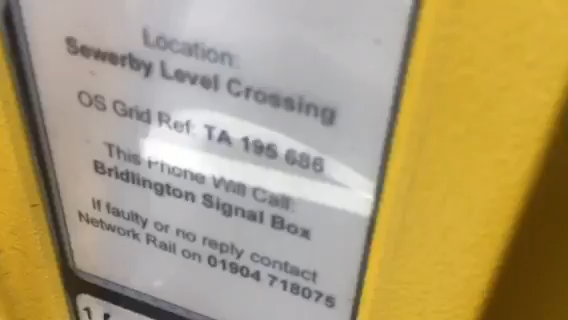 Location:
Sewerby Level Crossing
OS Grid Ref: TA 195 686
This Phone Will Call:
Bridlington Signal Box
If faulty or no reply contact
Network Rail on 01904 718075